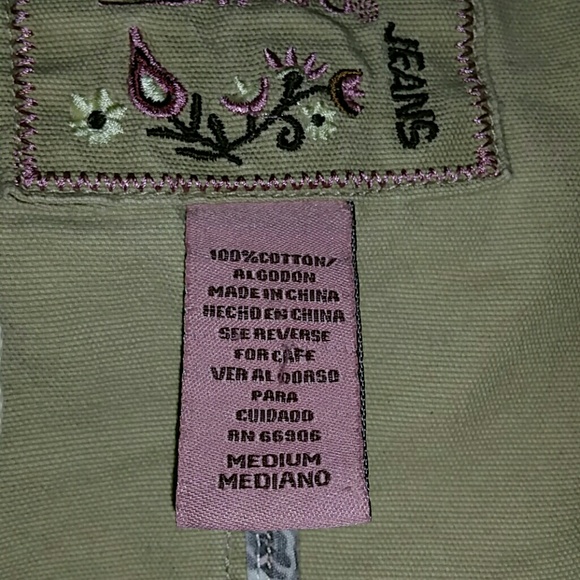 JEANS
100%COTTON/
ALGODON
MADE IN CHINA
HECHO EN CHINA
SEE REVERSE
FOR CAFE
VER AL DORSO
PARA
CUIDADO
RN 66906
MEDIUM
MEDIANO